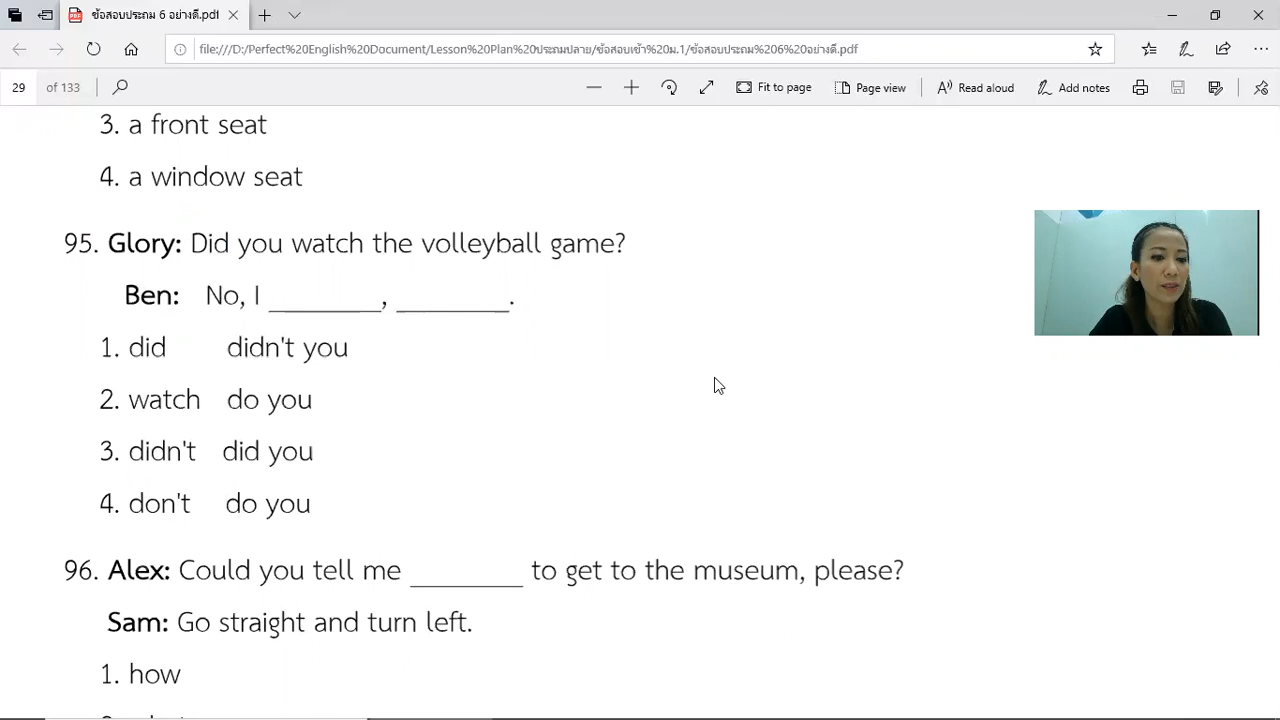 ข้อสอบประถม 6 อย่างดี.pdf
file:///D:/Perfect%20English%20Document/Lesson%20Plan%20ประถมปลาย/ข้อสอบเข้า%20ม.1/ข้อสอบประถม%206%20อย่างดี.pdf
29 of 133 Fit to page Page view Read aloud Add notes
3. a front seat
4. a window seat
95. Glory: Did you watch the volleyball game?
Ben: No, I ________, ________.
1. did didn't you
2. watch do you
3. didn't did you
4. don't do you
96. Alex: Could you tell me ________ to get to the museum, please?
Sam: Go straight and turn left.
1. how